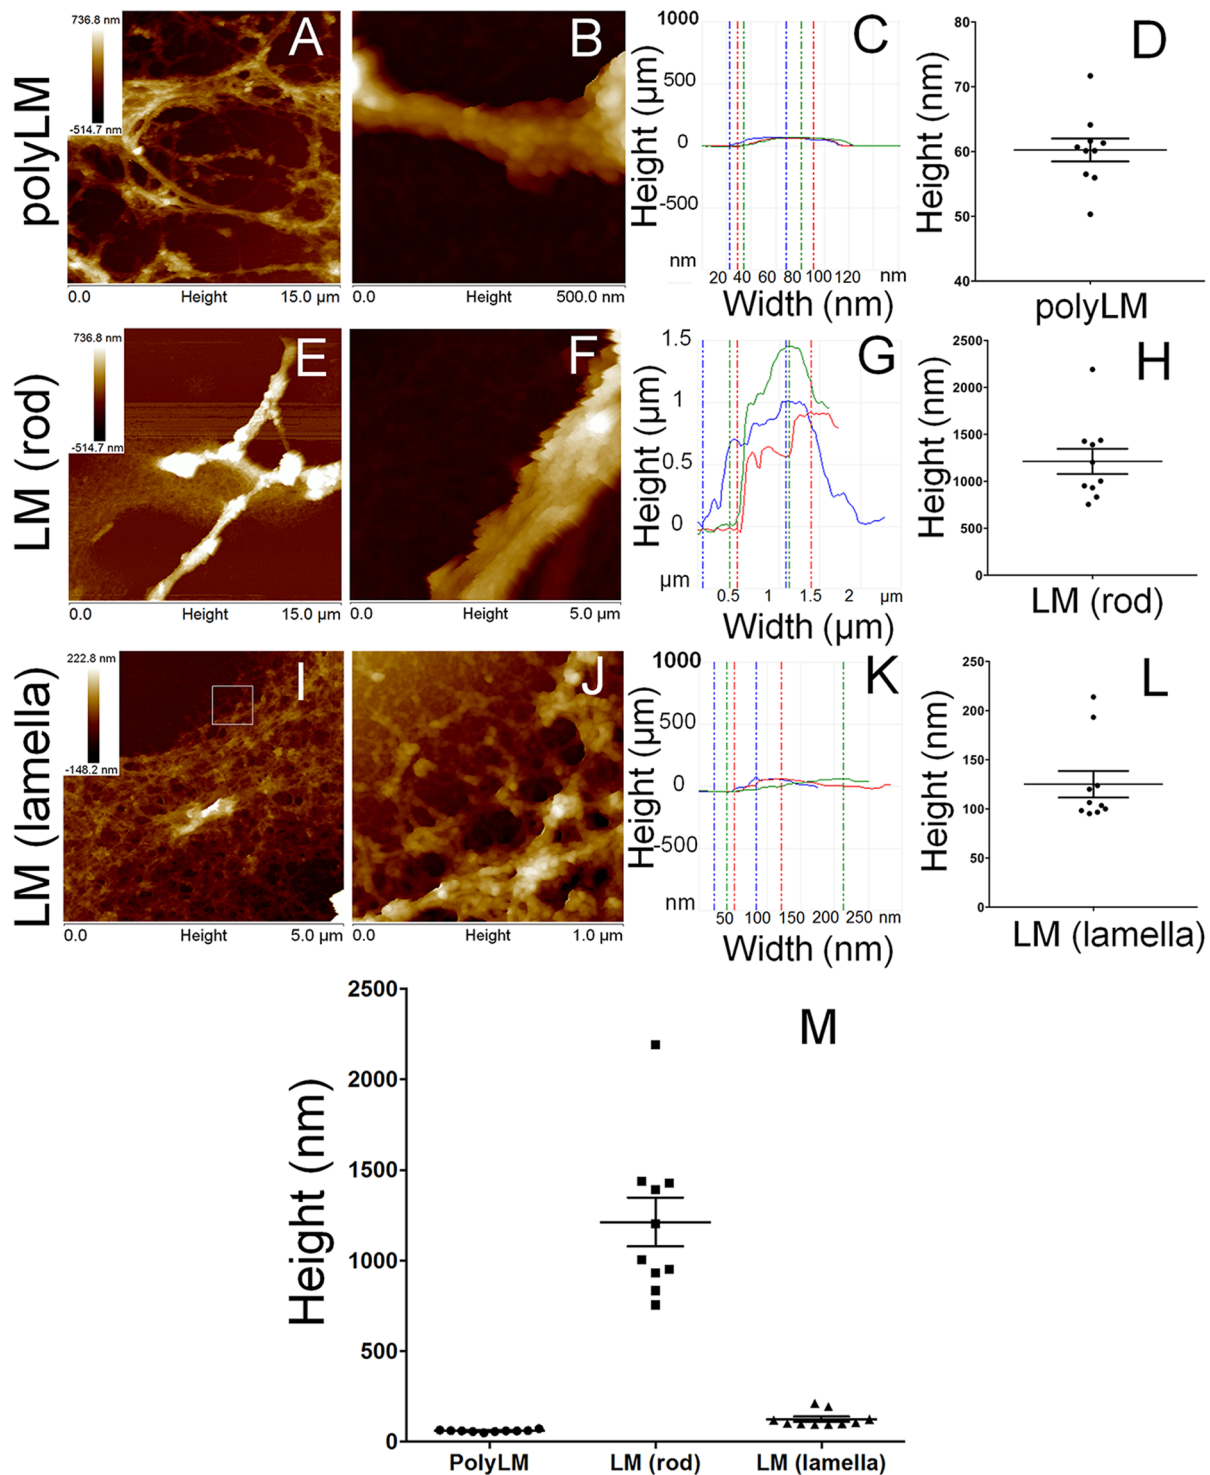 polyLM
736.8 nm
-514.7 nm
A
0.0 Height 15.0 µm
B
0.0 Height 500.0 nm
C
Height (µm)
1000
500
0
-500
nm
20 40 60 80 100 120 nm
Width (nm)
D
Height (nm)
80
70
60
50
40
polyLM
LM (rod)
736.8 nm
-514.7 nm
E
0.0 Height 15.0 µm
F
0.0 Height 5.0 µm
G
Height (µm)
1.5
1
0.5
0
µm
0.5 1 1.5 2 µm
Width (µm)
H
Height (nm)
2500
2000
1500
1000
500
0
LM (rod)
LM (lamella)
222.8 nm
-148.2 nm
I
0.0 Height 5.0 µm
J
0.0 Height 1.0 µm
K
Height (µm)
1000
500
0
-500
nm
50 100 150 200 250 nm
Width (nm)
L
Height (nm)
250
200
150
100
50
0
LM (lamella)
M
Height (nm)
2500
2000
1500
1000
500
0
PolyLM LM (rod) LM (lamella)